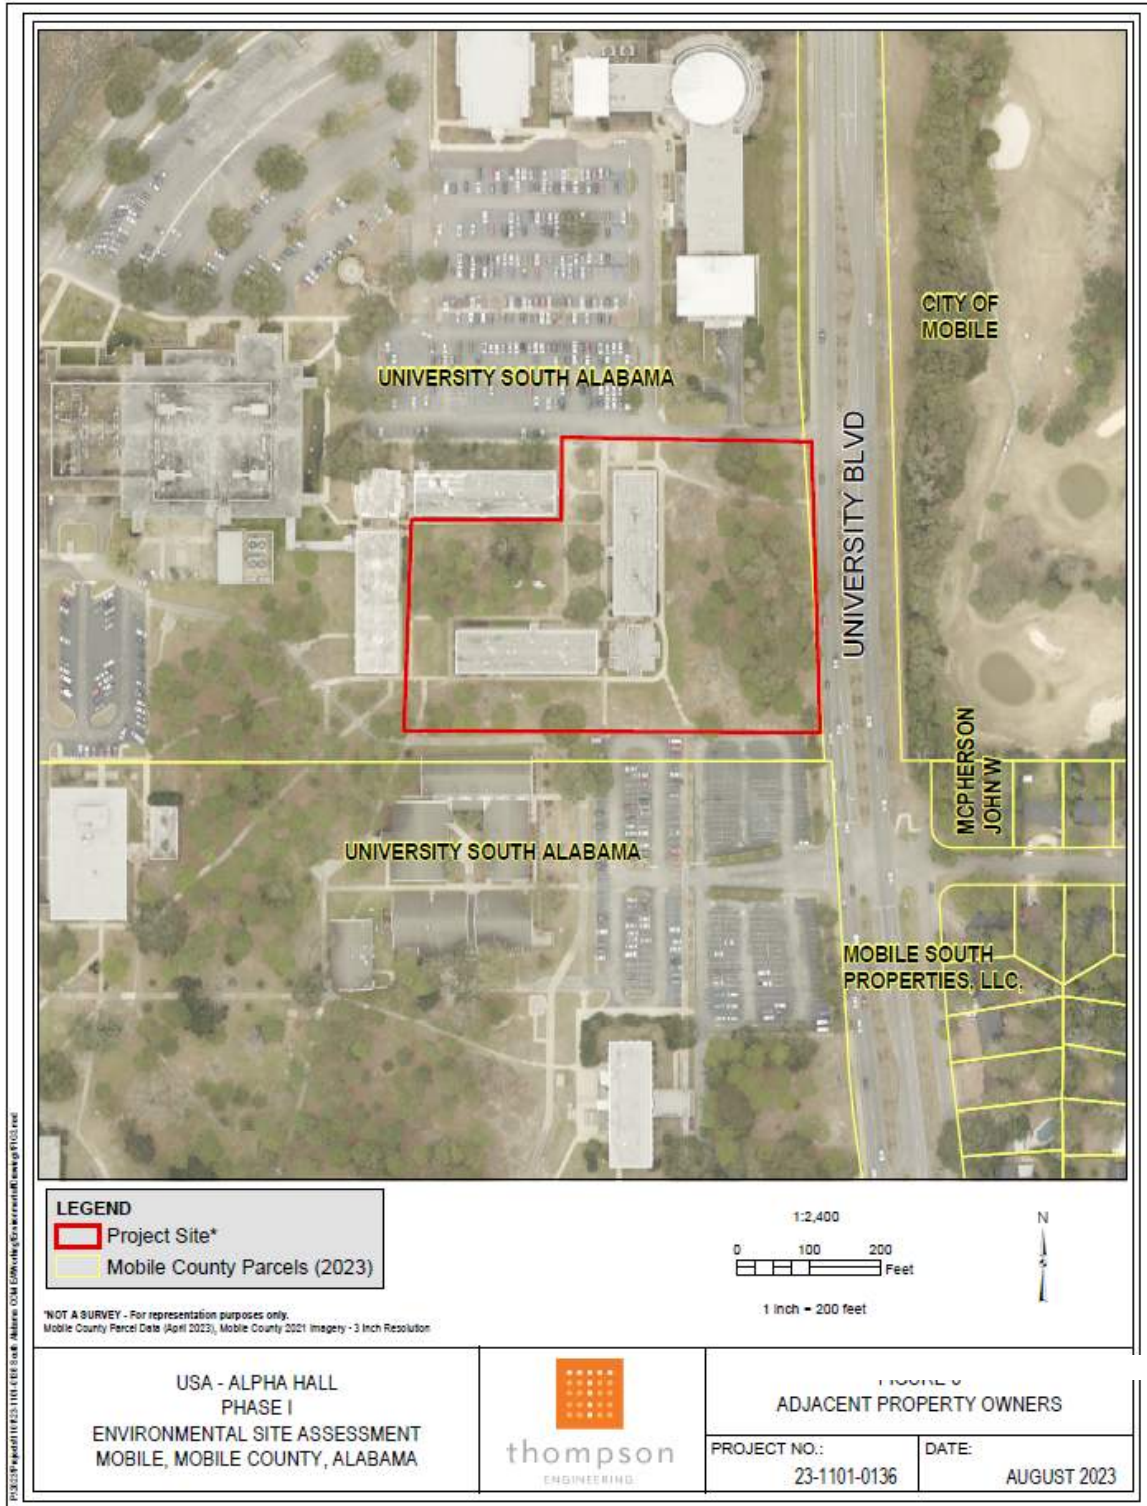 CITY OF
MOBILE
UNIVERSITY SOUTH ALABAMA
UNIVERSITY BLVD
MCPHERSON
JOHN W
UNIVERSITY SOUTH ALABAMA
MOBILE SOUTH
PROPERTIES, LLC,
LEGEND
Project Site*
Mobile County Parcels (2023)
*NOT A SURVEY - For representation purposes only.
Mobile County Parcel Data (April 2023), Mobile County 2021 Imagery - 3 Inch Resolution
1:2,400
0 100 200
Feet
1 inch = 200 feet
N
USA - ALPHA HALL
PHASE I
ENVIRONMENTAL SITE ASSESSMENT
MOBILE, MOBILE COUNTY, ALABAMA
thompson
ENGINEERING
ADJACENT PROPERTY OWNERS
PROJECT NO.:
23-1101-0136
DATE:
AUGUST 2023